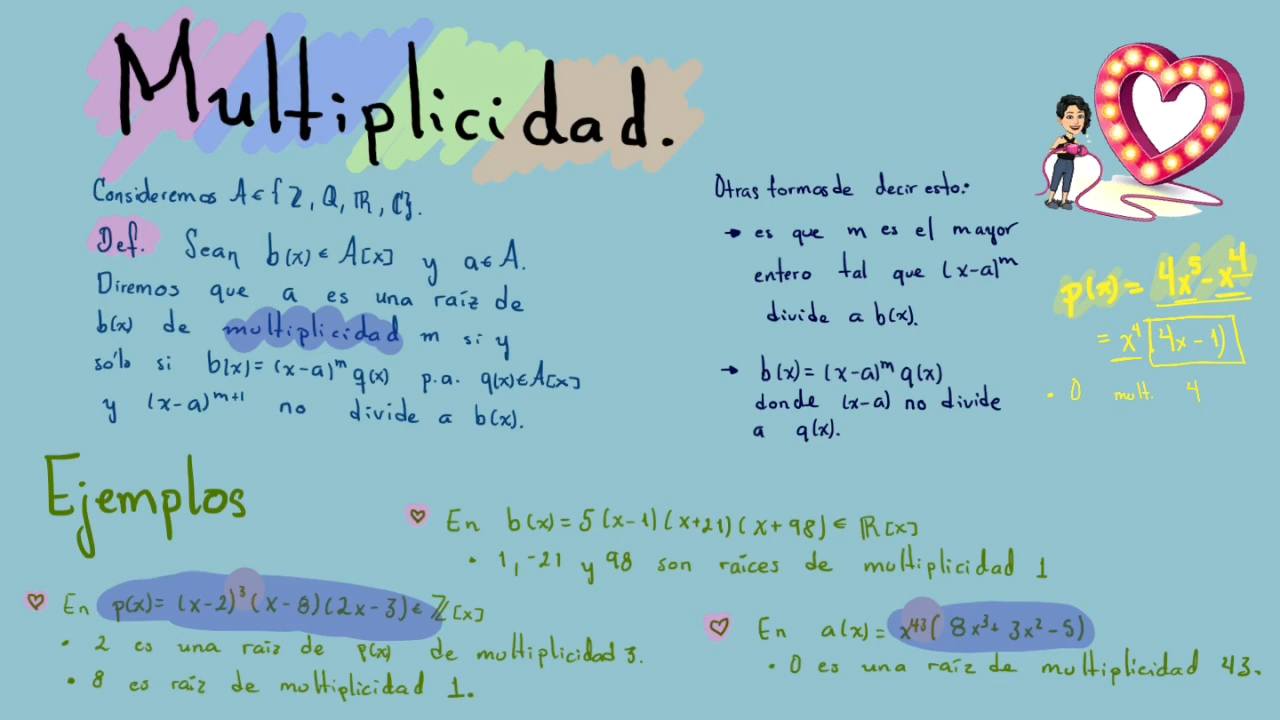 Multiplicidad.
Consideremos A ∈ {ℤ, ℚ, ℝ, ℂ}.
Def. Sean b(x) ∈ A[x] y a ∈ A.
Diremos que a es una raíz de
b(x) de multiplicidad m si y
sólo si b(x) = (x-a)^m q(x) p.a. q(x) ∈ A[x]
y (x-a)^{m+1} no divide a b(x).
Otras formas de decir esto:
→ es que m es el mayor
entero tal que (x-a)^m
divide a b(x).
→ b(x) = (x-a)^m q(x)
donde (x-a) no divide
a q(x).
p(x) = 4x^5 - x^4
= x^4 (4x - 1)
• 0 mult. 4
Ejemplos
♡ En b(x) = 5(x-1)(x+21)(x+98) ∈ ℝ[x]
• 1, -21 y 98 son raíces de multiplicidad 1
♡ En p(x) = (x-2)^3 (x-8)(2x-3) ∈ ℤ[x]
• 2 es una raíz de p(x) de multiplicidad 3.
• 8 es raíz de multiplicidad 1.
♡ En a(x) = x^{43}(8x^3 + 3x^2 - 5)
• 0 es una raíz de multiplicidad 43.